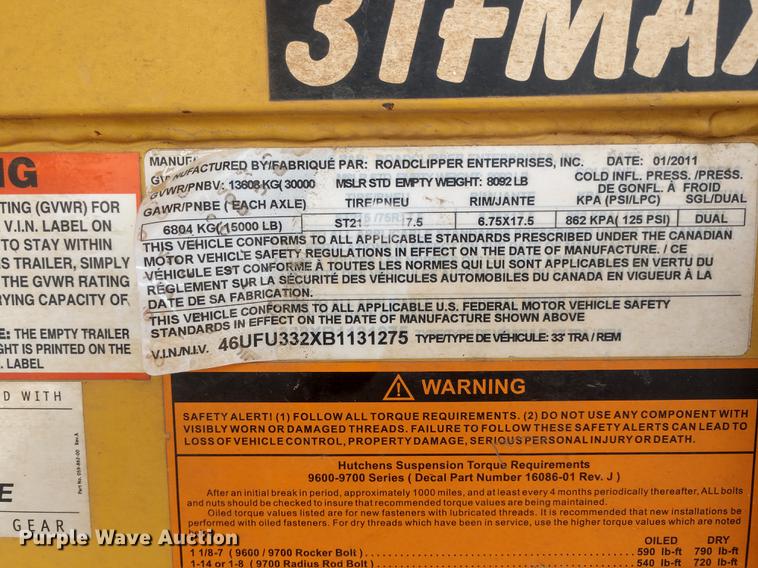 31FMAX
NG
TING (GVWR) FOR
V.I.N. LABEL ON
TO STAY WITHIN
S TRAILER, SIMPLY
THE GVWR RATING
RYING CAPACITY OF
E: THE EMPTY TRAILER
GHT IS PRINTED ON THE
. LABEL
MANUFACTURED BY/FABRIQUÉ PAR: ROADCLIPPER ENTERPRISES, INC. DATE: 01/2011
GVWR/PNBV: 13608 KG( 30000 MSLR STD EMPTY WEIGHT: 8092 LB COLD INFL. PRESS./PRESS.
DE GONFL. À FROID
GAWR/PNBE ( EACH AXLE) TIRE/PNEU RIM/JANTE KPA (PSI/LPC) SGL/DUAL
6804 KG( 15000 LB) ST21 7.5 6.75X17.5 862 KPA( 125 PSI) DUAL
THIS VEHICLE CONFORMS TO ALL APPLICABLE STANDARDS PRESCRIBED UNDER THE CANADIAN
MOTOR VEHICLE SAFETY REGULATIONS IN EFFECT ON THE DATE OF MANUFACTURE. / CE
VÉHICULE EST CONFORME À TOUTES LES NORMES QUI LUI SONT APPLICABLES EN VERTU DU
RÉGLEMENT SUR LA SÉCURITÉ DES VÉHICULES AUTOMOBILES DU CANADA EN VIGUEUR À LA
DATE DE SA FABRICATION.
THIS VEHICLE CONFORMS TO ALL APPLICABLE U.S. FEDERAL MOTOR VEHICLE SAFETY
STANDARDS IN EFFECT ON THE DATE OF MANUFACTURE SHOWN ABOVE
V.I.N./N.I.V. 46UFU332XB1131275 TYPE/TYPE DE VÉHICULE: 33' TRA / REM
D WITH
Part No. 059-862-00 Rev.A
E
GEAR
WARNING
SAFETY ALERT! (1) FOLLOW ALL TORQUE REQUIREMENTS. (2) DO NOT USE ANY COMPONENT WITH
VISIBLY WORN OR DAMAGED THREADS. FAILURE TO FOLLOW THESE SAFETY ALERTS CAN LEAD TO
LOSS OF VEHICLE CONTROL, PROPERTY DAMAGE, SERIOUS PERSONAL INJURY OR DEATH.
Hutchens Suspension Torque Requirements
9600-9700 Series ( Decal Part Number 16086-01 Rev. J )
After an initial break in period, approximately 1000 miles, and at least every 4 months periodically thereafter, ALL bolts
and nuts should be checked to insure that recommended torque values are being maintained.
Oiled torque values listed are for new fasteners with lubricated threads. It is recommended that new installations be
performed with oiled fasteners. For dry threads which have been in service, use the higher torque values which are noted
OILED DRY
1 1/8-7 ( 9600 / 9700 Rocker Bolt) 590 lb-ft 790 lb-ft
1-14 or 1-8 ( 9700 Radius Rod Bolt) 540 lb-ft 720 lb-ft
Purple Wave Auction